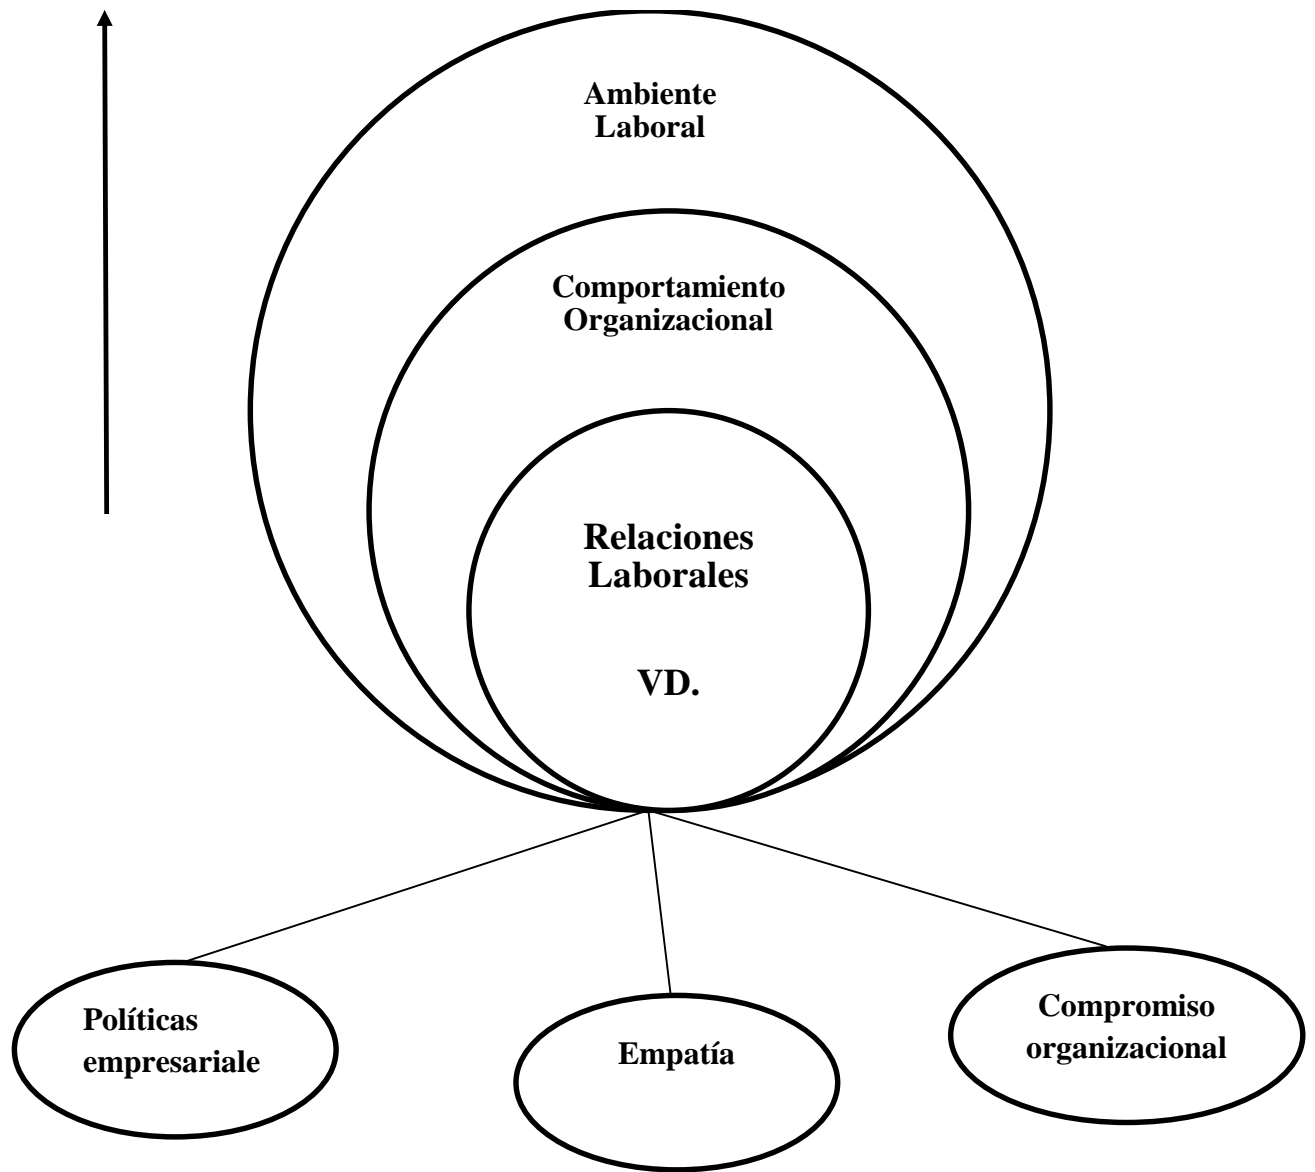 Ambiente
Laboral
Comportamiento
Organizacional
Relaciones
Laborales
VD.
Políticas
empresariale
Empatía
Compromiso
organizacional